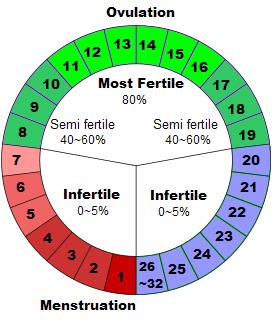 Ovulation
13 14
12 15
11 16
10 17
9 18
8 19
7 20
6 21
5 22
4 23
3 24
2 25
1 26
~32
Most Fertile
80%
Semi fertile
40~60%
Semi fertile
40~60%
Infertile
0~5%
Infertile
0~5%
Menstruation